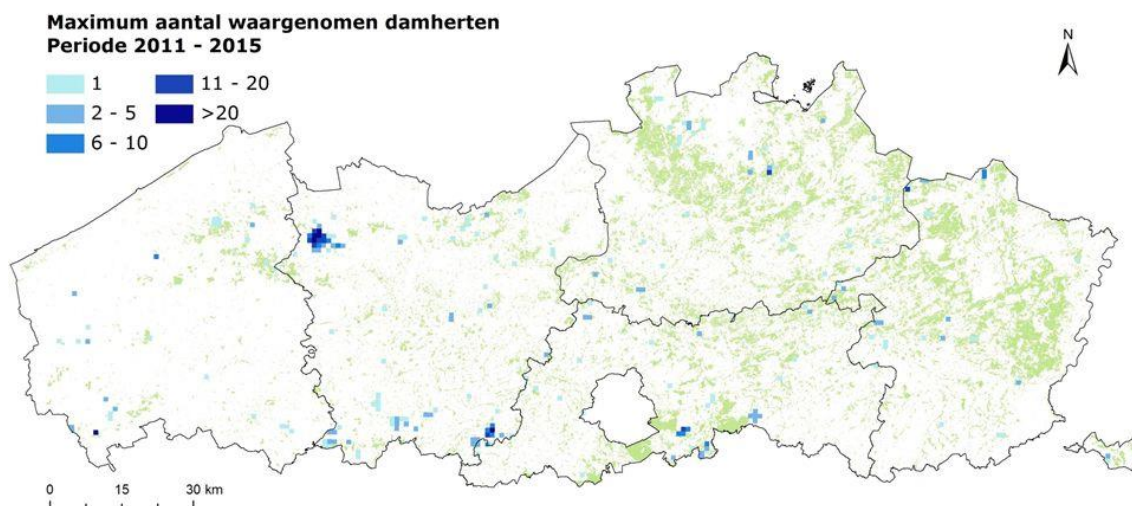 Maximum aantal waargenomen damherten
Periode 2011 - 2015
N
1
11 - 20
2 - 5
>20
6 - 10
0 15 30 km